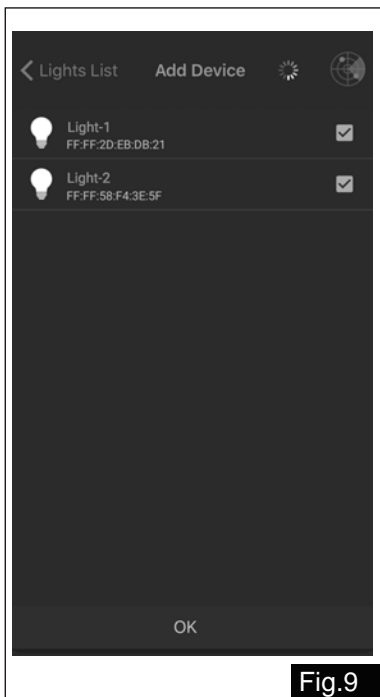 Lights List Add Device
Light-1
FF:FF:2D:EB:DB:21
Light-2
FF:FF:58:F4:3E:5F
OK
Fig.9